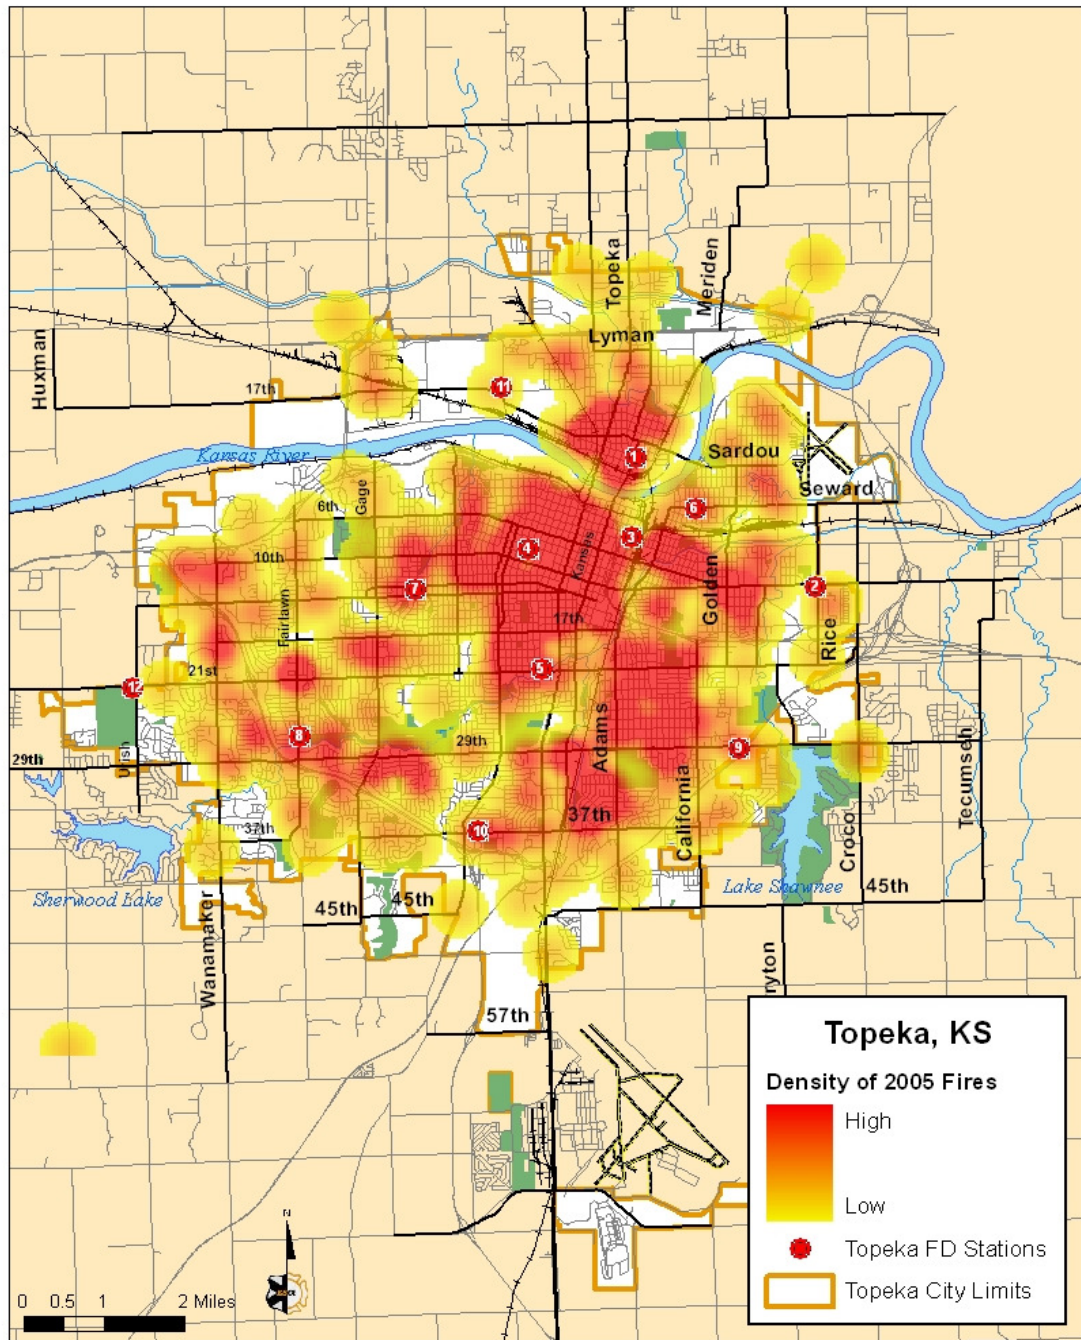 Topeka
Meriden
Huxman
Lyman
17th
11
Kansas River
1
Sardou
Gage
6th
Seward
6
3
Kansas
4
10th
7
2
Golden
Fairlawn
17th
Rice
21st
5
12
Adams
8
29th
9
Urish
29th
Tecumseh
37th
California
37th
10
Croco
Sherwood Lake
45th
45th
Lake Shawnee
45th
Wanamaker
ryton
57th
Topeka, KS
Density of 2005 Fires
High
Low
Topeka FD Stations
Topeka City Limits
N
0 0.5 1 2 Miles